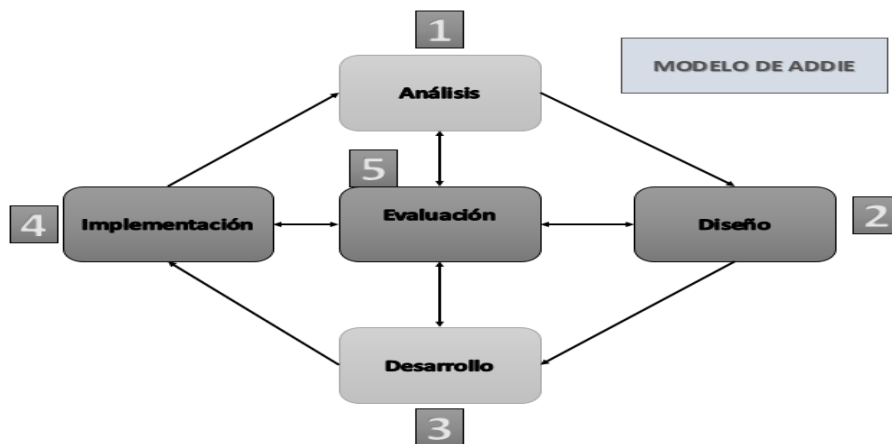 1
MODELO DE ADDIE
Análisis
5
4
Implementación
Evaluación
Diseño
2
Desarrollo
3